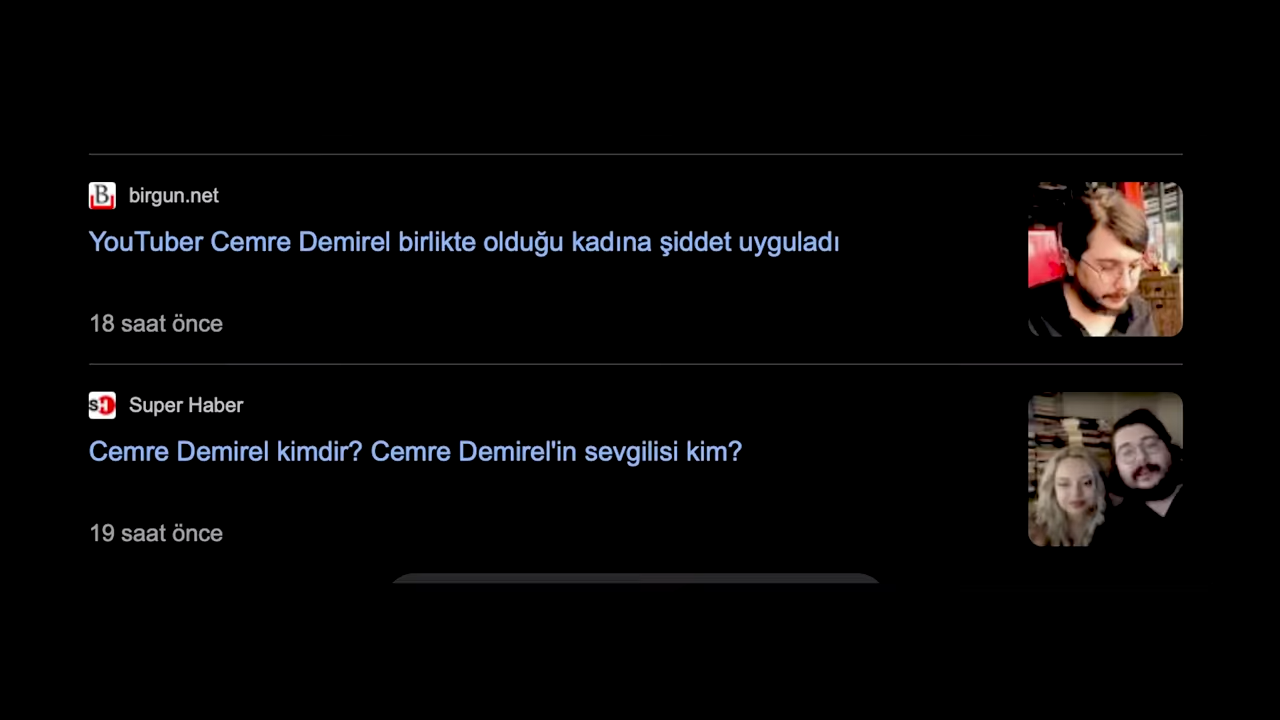 birgun.net
YouTuber Cemre Demirel birlikte olduğu kadına şiddet uyguladı
18 saat önce
Super Haber
Cemre Demirel kimdir? Cemre Demirel'in sevgilisi kim?
19 saat önce